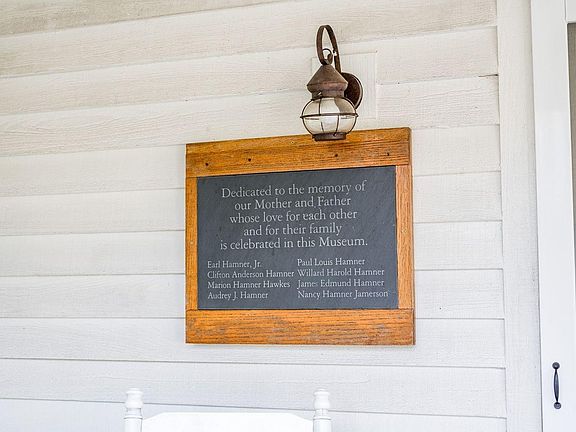 Dedicated to the memory of
our Mother and Father
whose love for each other
and for their family
is celebrated in this Museum.
Earl Hamner, Jr.
Clifton Anderson Hamner
Marion Hamner Hawkes
Audrey J. Hamner
Paul Louis Hamner
Willard Harold Hamner
James Edmund Hamner
Nancy Hamner Jamerson